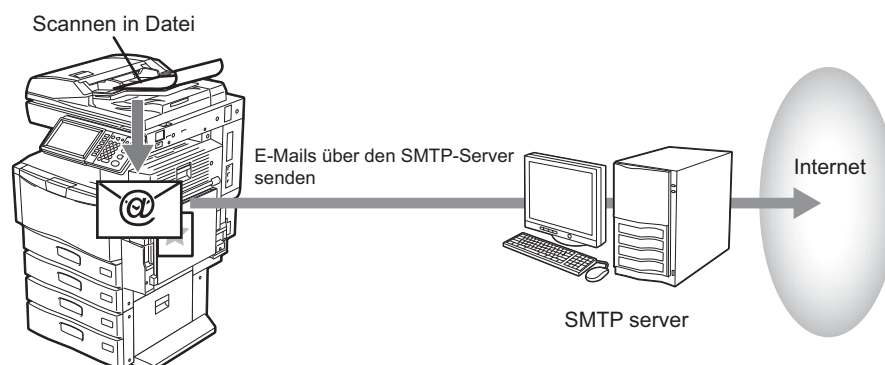 Scannen in Datei
E-Mails über den SMTP-Server
senden
Internet
SMTP server
@